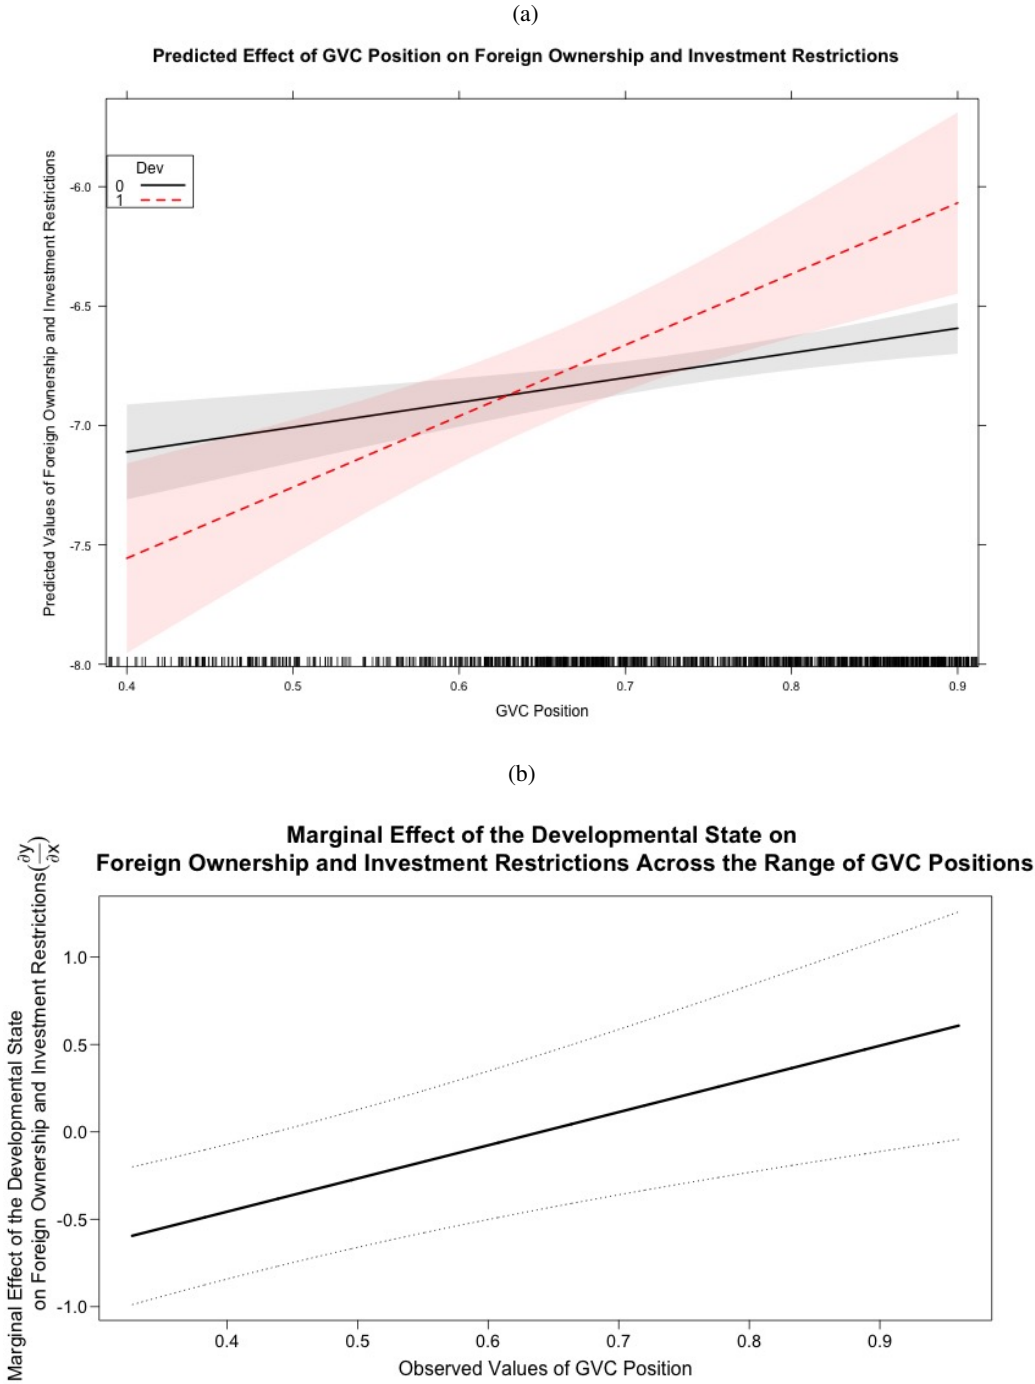 (a)
Predicted Effect of GVC Position on Foreign Ownership and Investment Restrictions
Predicted Values of Foreign Ownership and Investment Restrictions
Dev
0
1
-6.0
-6.5
-7.0
-7.5
-8.0
0.4 0.5 0.6 0.7 0.8 0.9
GVC Position
(b)
Marginal Effect of the Developmental State on
Foreign Ownership and Investment Restrictions Across the Range of GVC Positions
Marginal Effect of the Developmental State
on Foreign Ownership and Investment Restrictions(∂y/∂x)
1.0
0.5
0.0
-0.5
-1.0
0.4 0.5 0.6 0.7 0.8 0.9
Observed Values of GVC Position